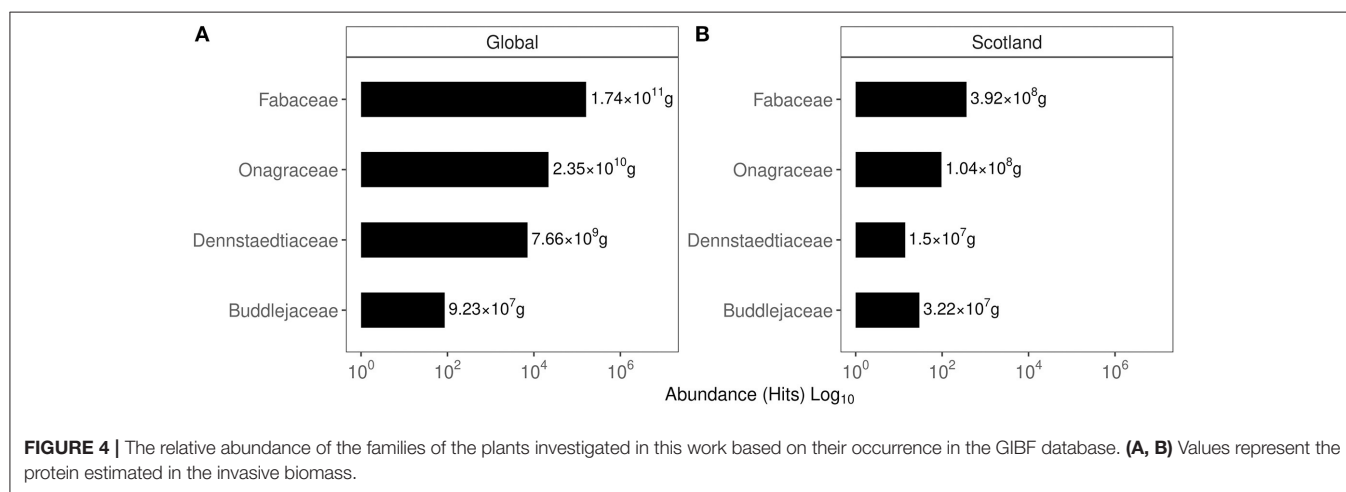 A
Global
Fabaceae
1.74×10¹¹g
Onagraceae
2.35×10¹⁰g
Dennstaedtiaceae
7.66×10⁹g
Buddlejaceae
9.23×10⁷g
10⁰ 10² 10⁴ 10⁶
B
Scotland
Fabaceae
3.92×10⁸g
Onagraceae
1.04×10⁸g
Dennstaedtiaceae
1.5×10⁷g
Buddlejaceae
3.22×10⁷g
10⁰ 10² 10⁴ 10⁶
Abundance (Hits) Log₁₀
FIGURE 4 | The relative abundance of the families of the plants investigated in this work based on their occurrence in the GIBF database. (A, B) Values represent the
protein estimated in the invasive biomass.